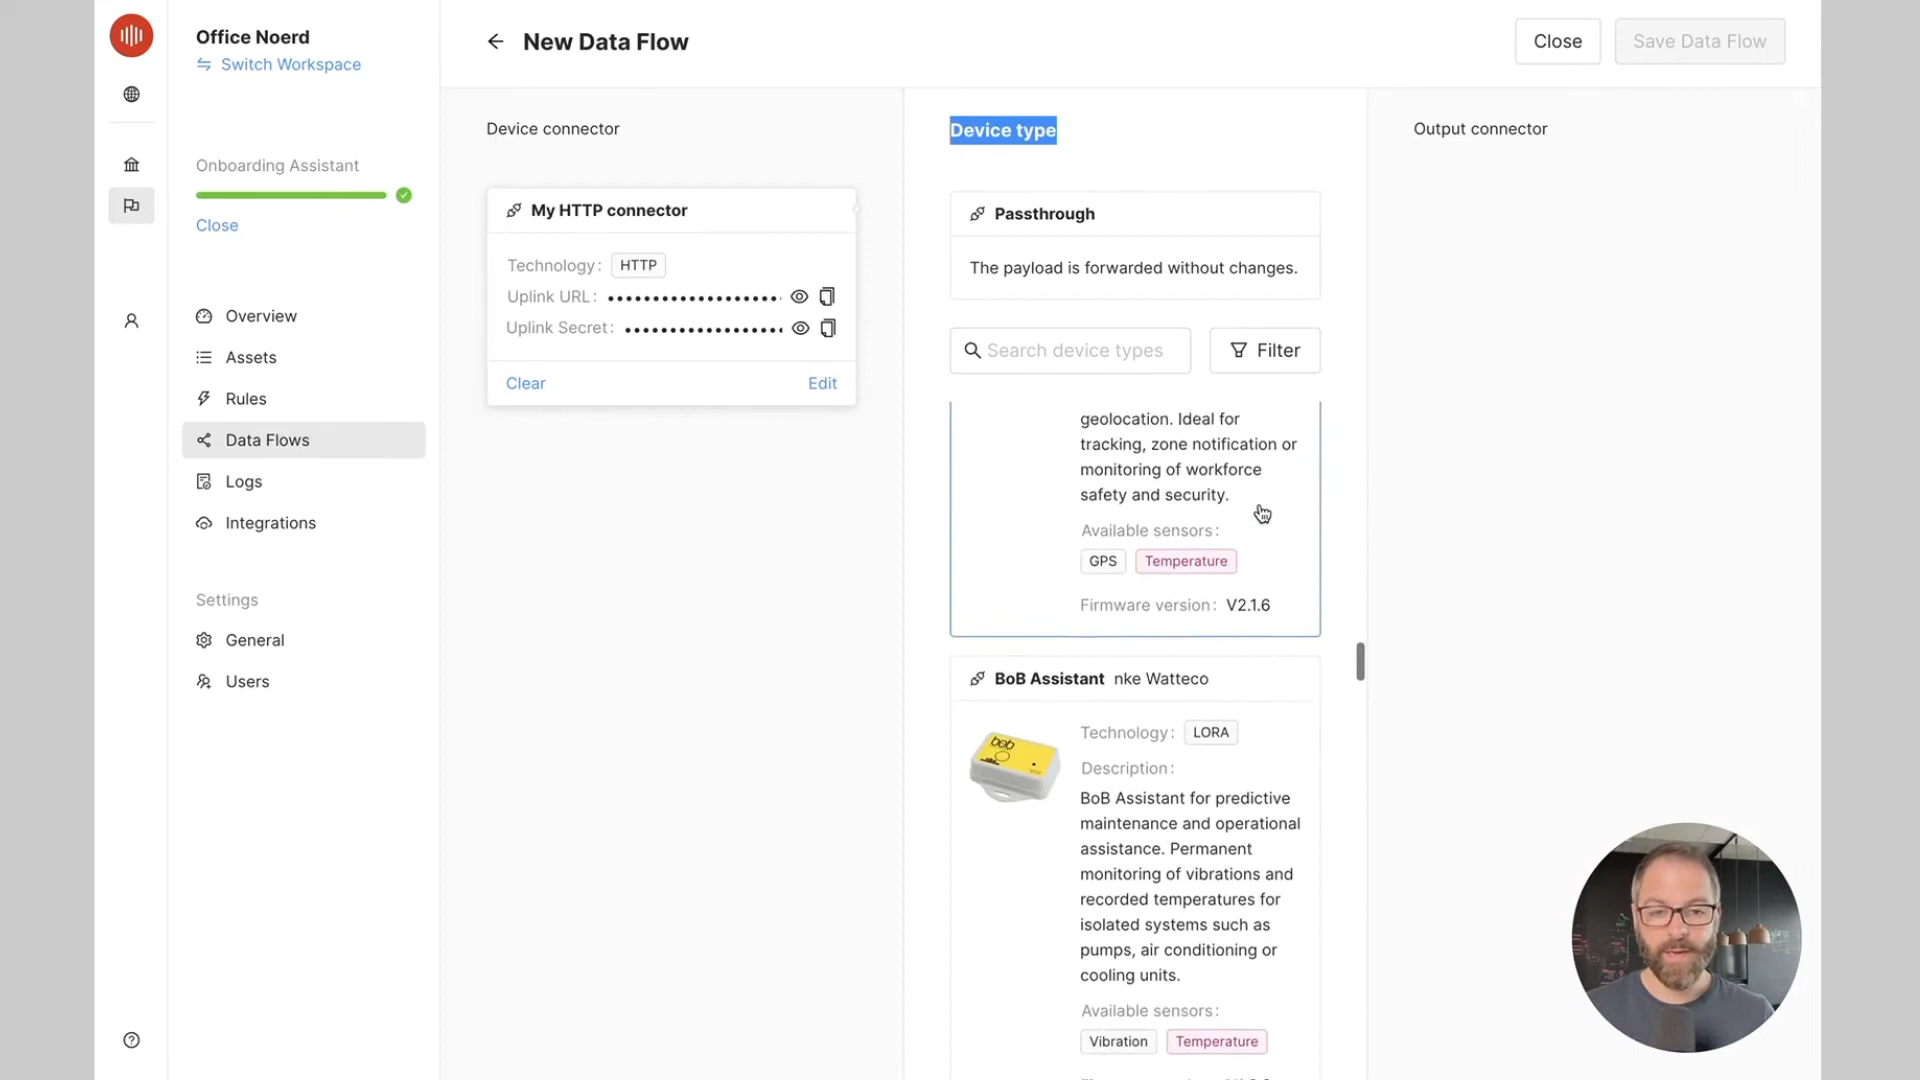 Office Noerd
Switch Workspace
Onboarding Assistant
Close
Overview
Assets
Rules
Data Flows
Logs
Integrations
Settings
General
Users
New Data Flow
Close
Save Data Flow
Device connector
My HTTP connector
Technology: HTTP
Uplink URL:
Uplink Secret:
Clear
Edit
Device type
Passthrough
The payload is forwarded without changes.
Search device types
Filter
geolocation. Ideal for
tracking, zone notification or
monitoring of workforce
safety and security.
Available sensors:
GPS
Temperature
Firmware version: V2.1.6
BoB Assistant nke Watteco
bob
Technology: LORA
Description:
BoB Assistant for predictive
maintenance and operational
assistance. Permanent
monitoring of vibrations and
recorded temperatures for
isolated systems such as
pumps, air conditioning or
cooling units.
Available sensors:
Vibration
Temperature
Output connector